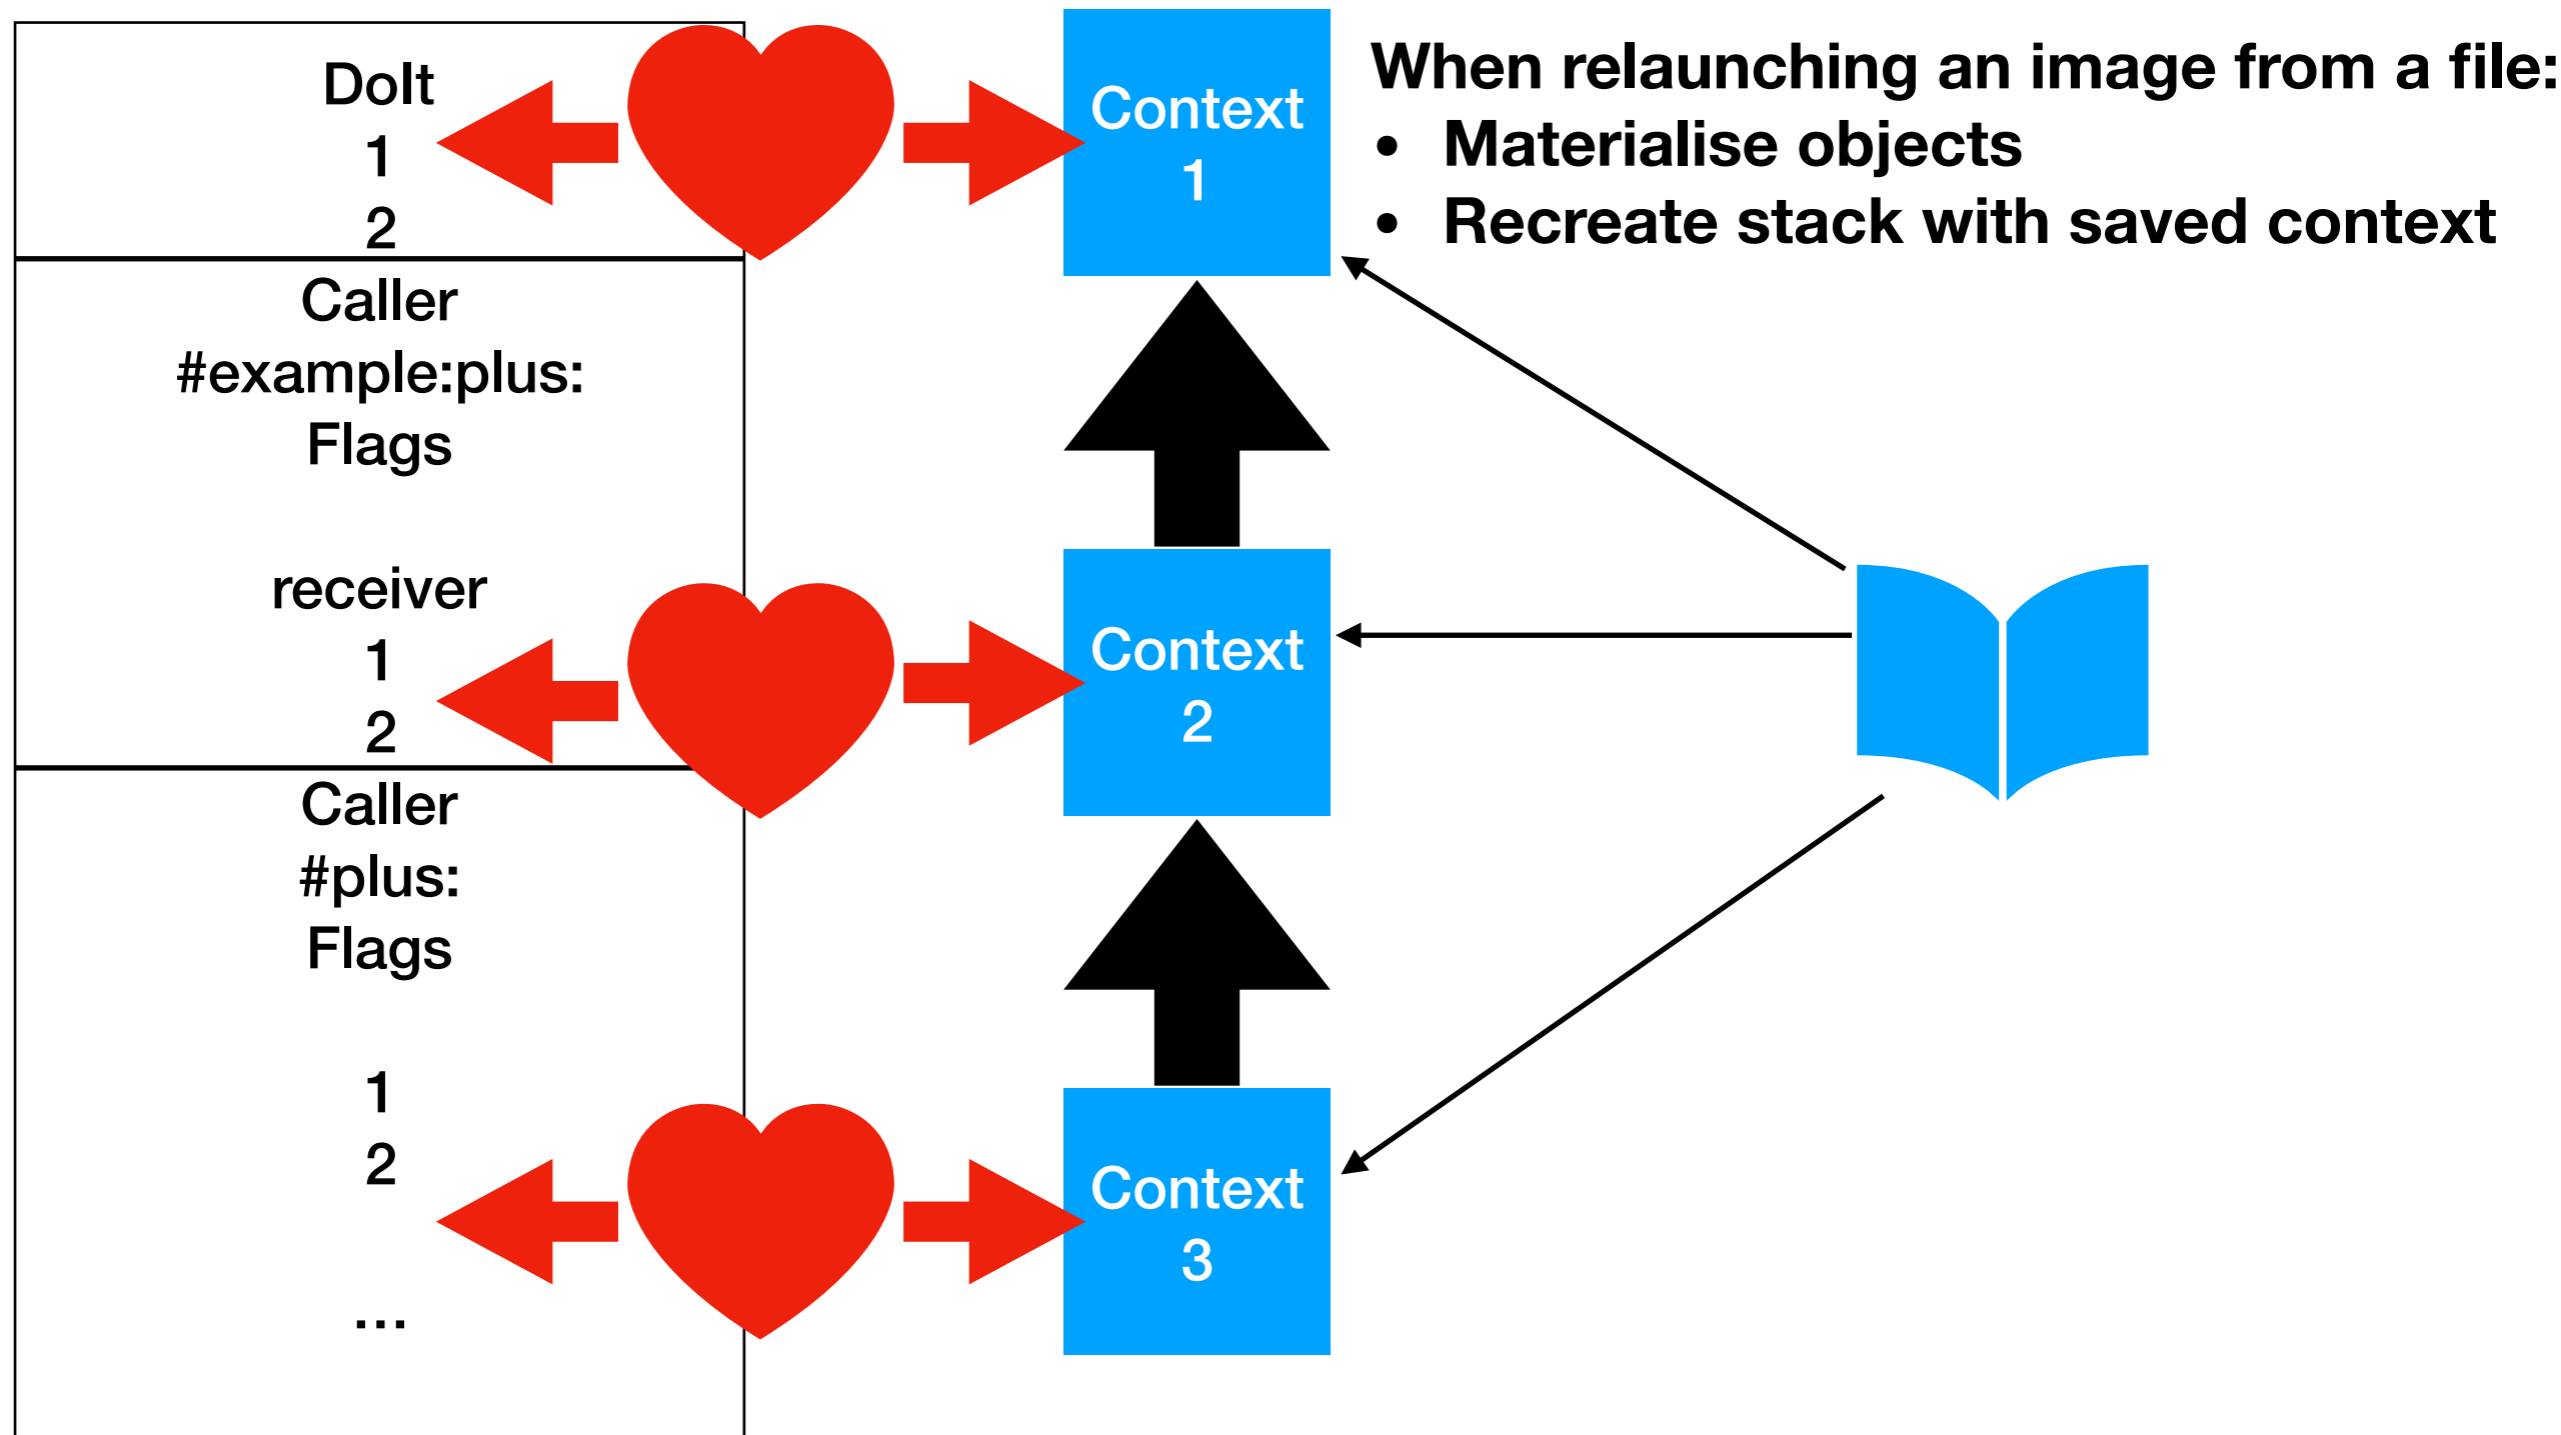 DoIt
1
2
Caller
#example:plus:
Flags
receiver
1
2
Caller
#plus:
Flags
1
2
...
Context
1
Context
2
Context
3
When relaunching an image from a file:
• Materialise objects
• Recreate stack with saved context